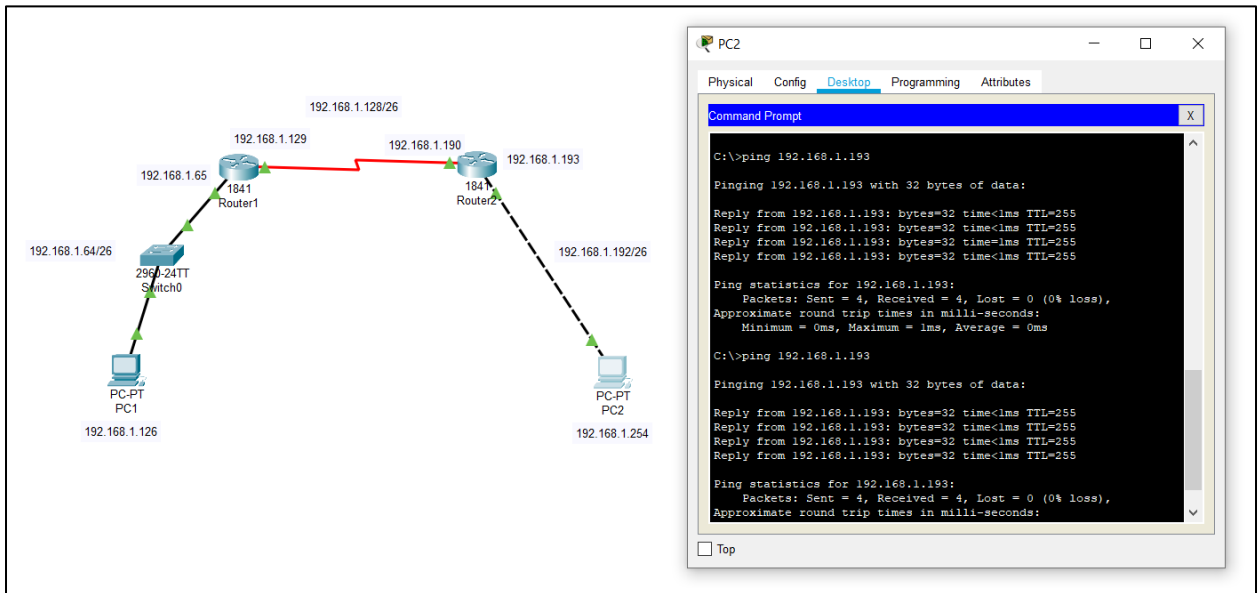 192.168.1.128/26
192.168.1.129
192.168.1.190
192.168.1.193
192.168.1.65
1841
Router1
1841
Router2
192.168.1.64/26
2960-24TT
Switch0
192.168.1.192/26
PC-PT
PC1
192.168.1.126
PC-PT
PC2
192.168.1.254
PC2
Physical Config Desktop Programming Attributes
Command Prompt X
C:\>ping 192.168.1.193
Pinging 192.168.1.193 with 32 bytes of data:
Reply from 192.168.1.193: bytes=32 time<1ms TTL=255
Reply from 192.168.1.193: bytes=32 time<1ms TTL=255
Reply from 192.168.1.193: bytes=32 time=1ms TTL=255
Reply from 192.168.1.193: bytes=32 time<1ms TTL=255
Ping statistics for 192.168.1.193:
Packets: Sent = 4, Received = 4, Lost = 0 (0% loss),
Approximate round trip times in milli-seconds:
Minimum = 0ms, Maximum = 1ms, Average = 0ms
C:\>ping 192.168.1.193
Pinging 192.168.1.193 with 32 bytes of data:
Reply from 192.168.1.193: bytes=32 time<1ms TTL=255
Reply from 192.168.1.193: bytes=32 time<1ms TTL=255
Reply from 192.168.1.193: bytes=32 time<1ms TTL=255
Reply from 192.168.1.193: bytes=32 time<1ms TTL=255
Ping statistics for 192.168.1.193:
Packets: Sent = 4, Received = 4, Lost = 0 (0% loss),
Approximate round trip times in milli-seconds:
Top